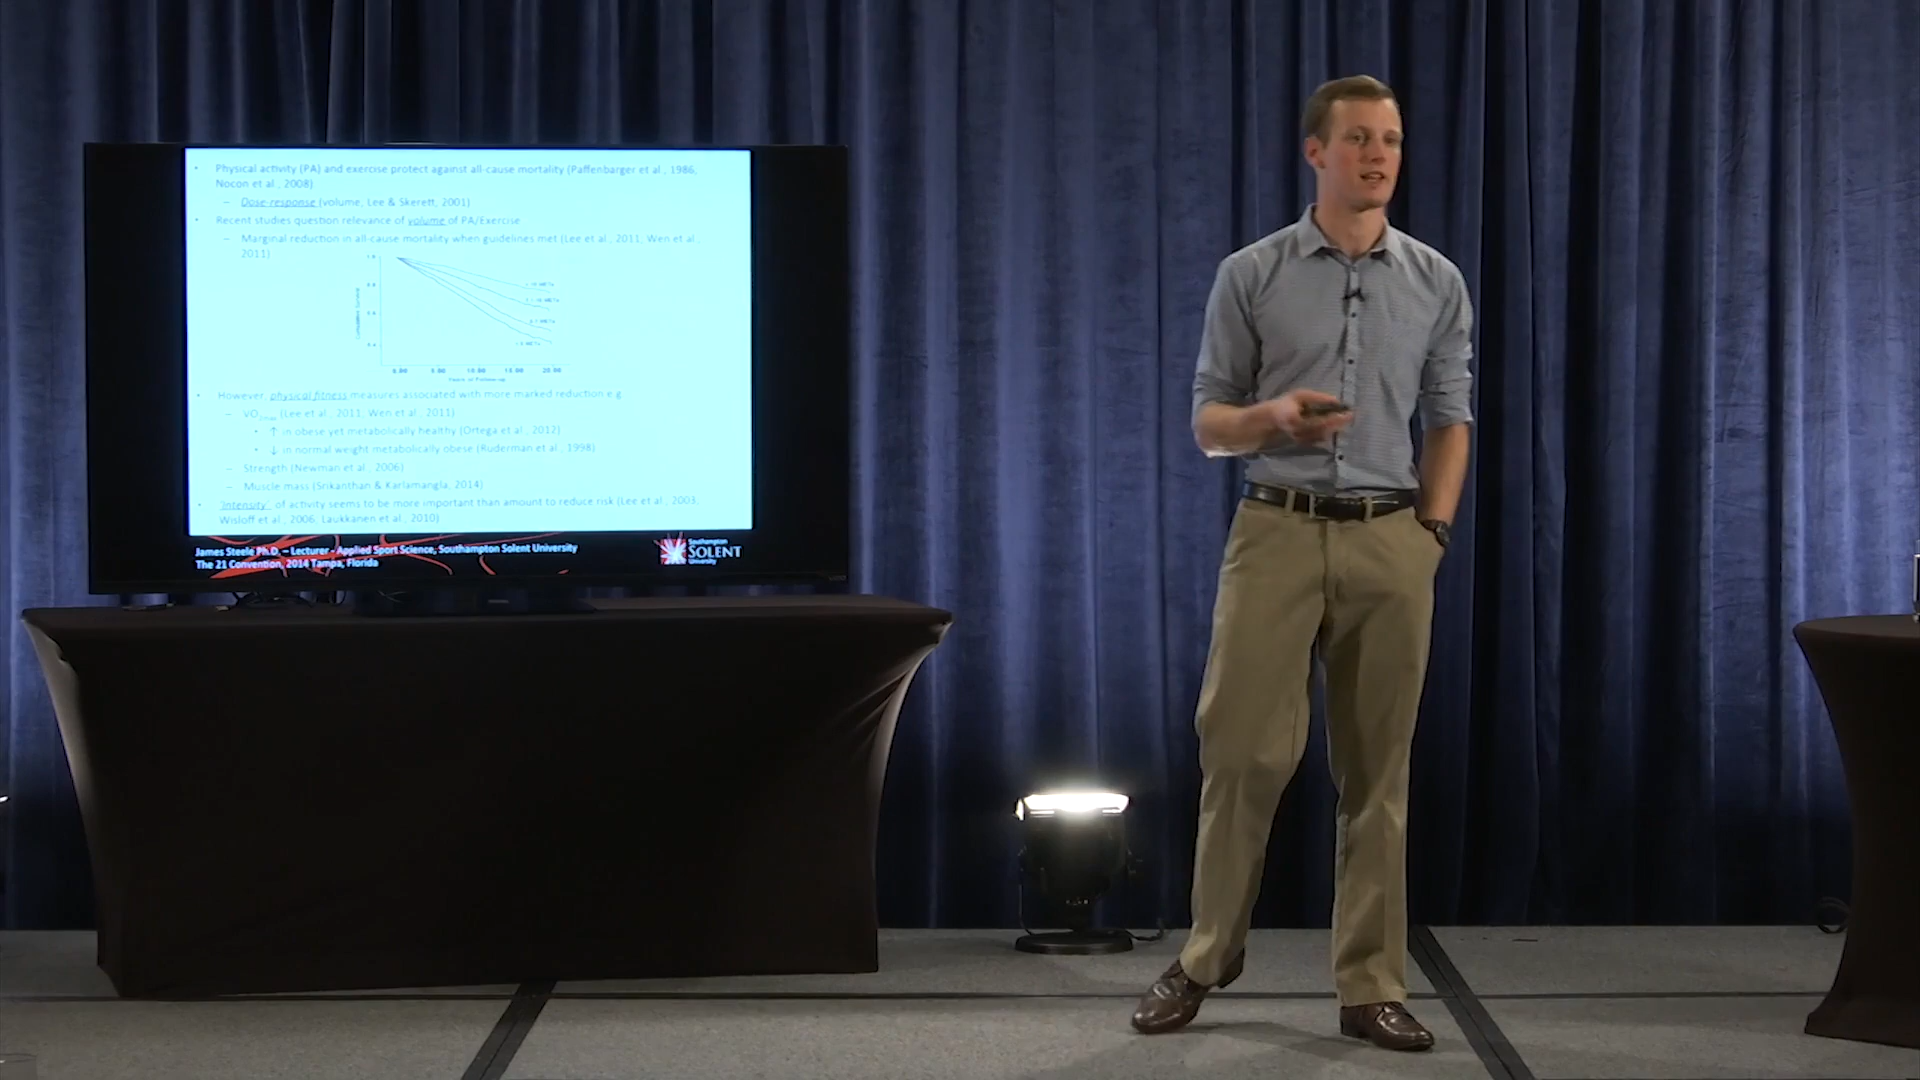 • Physical activity (PA) and exercise protect against all-cause mortality (Paffenbarger et al., 1986;
Nocon et al., 2008)
– Dose-response (volume, Lee & Skerett, 2001)
• Recent studies question relevance of volume of PA/Exercise
– Marginal reduction in all-cause mortality when guidelines met (Lee et al., 2011; Wen et al.,
2011)
Years of Follow-up
• However, physical fitness measures associated with more marked reduction e.g.
– VO2max (Lee et al., 2011; Wen et al., 2011)
• ↑ in obese yet metabolically healthy (Ortega et al., 2012)
• ↓ in normal weight metabolically obese (Ruderman et al., 1998)
– Strength (Newman et al., 2006)
– Muscle mass (Srikanthan & Karlamangla, 2014)
• 'Intensity' of activity seems to be more important than amount to reduce risk (Lee et al., 2003;
Wisloff et al., 2006; Laukkanen et al., 2010)
James Steele Ph.D. – Lecturer - Applied Sport Science, Southampton Solent University
The 21 Convention, 2014 Tampa, Florida
Southampton
SOLENT
University